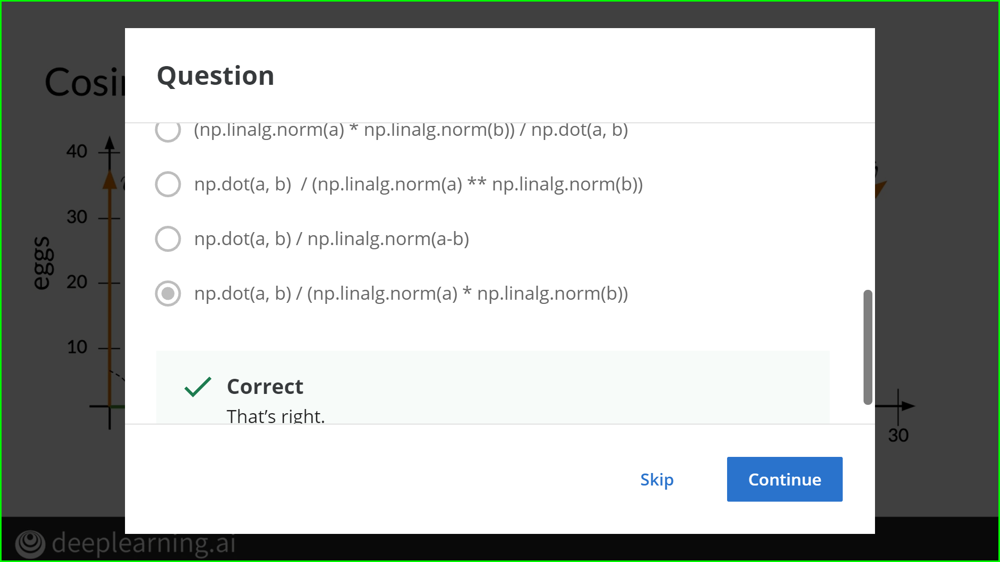 Question
Cosi
(np.linalg.norm(a) * np.linalg.norm(b)) / np.dot(a, b)
40
np.dot(a, b)  / (np.linalg.norm(a) ** np.linalg.norm(b))
30
np.dot(a, b) / np.linalg.norm(a-b)
eggs
20
np.dot(a, b) / (np.linalg.norm(a) * np.linalg.norm(b))
10
Correct
That’s right.
30
Skip
Continue
deeplearning.ai